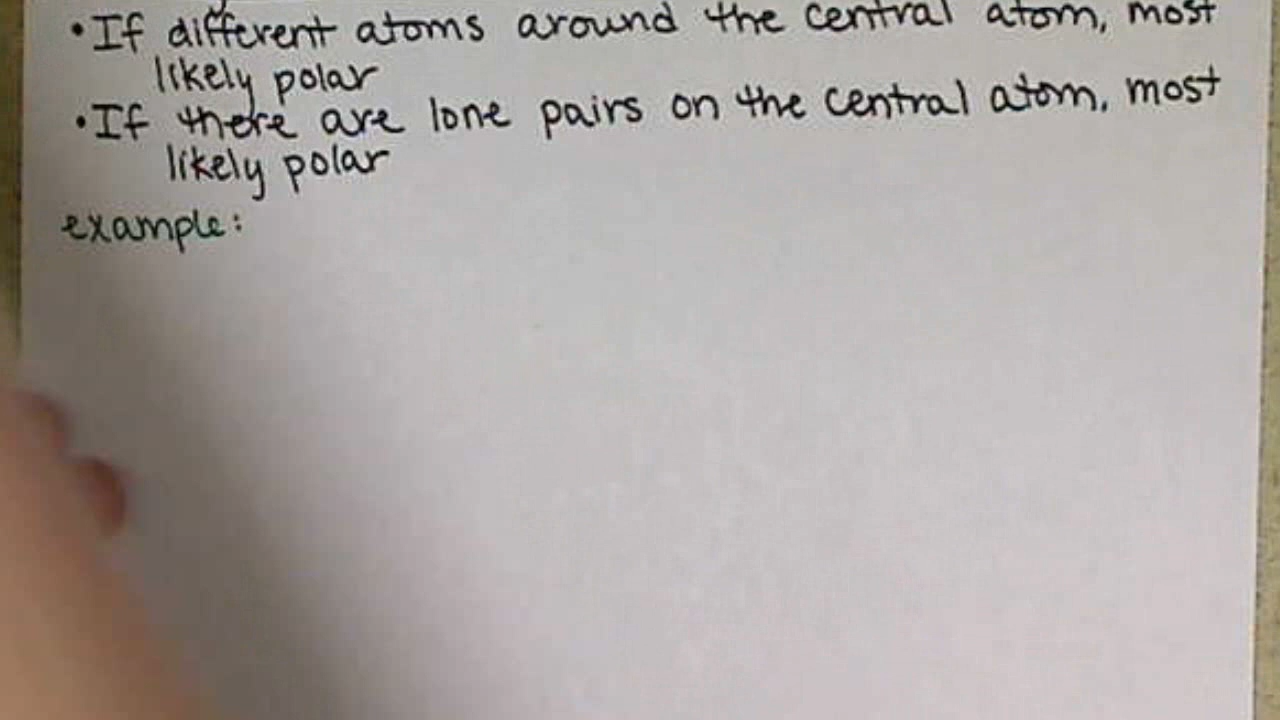 • If different atoms around the central atom, most
likely polar
• If there are lone pairs on the central atom, most
likely polar
example: